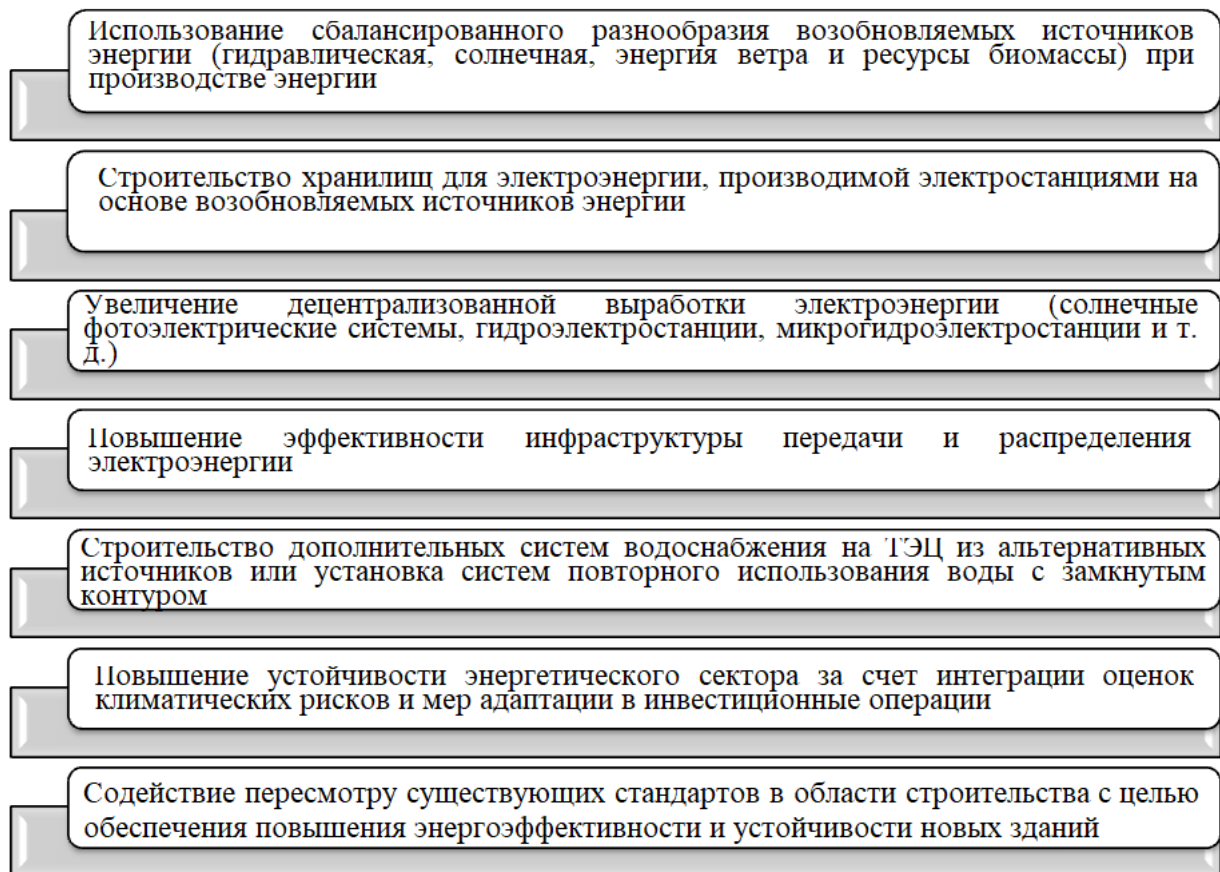 Использование сбалансированного разнообразия возобновляемых источников
энергии (гидравлическая, солнечная, энергия ветра и ресурсы биомассы) при
производстве энергии
Строительство хранилищ для электроэнергии, производимой электростанциями на
основе возобновляемых источников энергии
Увеличение децентрализованной выработки электроэнергии (солнечные
фотоэлектрические системы, гидроэлектростанции, микрогидроэлектростанции и т.
д.)
Повышение эффективности инфраструктуры передачи и распределения
электроэнергии
Строительство дополнительных систем водоснабжения на ТЭЦ из альтернативных
источников или установка систем повторного использования воды с замкнутым
контуром
Повышение устойчивости энергетического сектора за счет интеграции оценок
климатических рисков и мер адаптации в инвестиционные операции
Содействие пересмотру существующих стандартов в области строительства с целью
обеспечения повышения энергоэффективности и устойчивости новых зданий